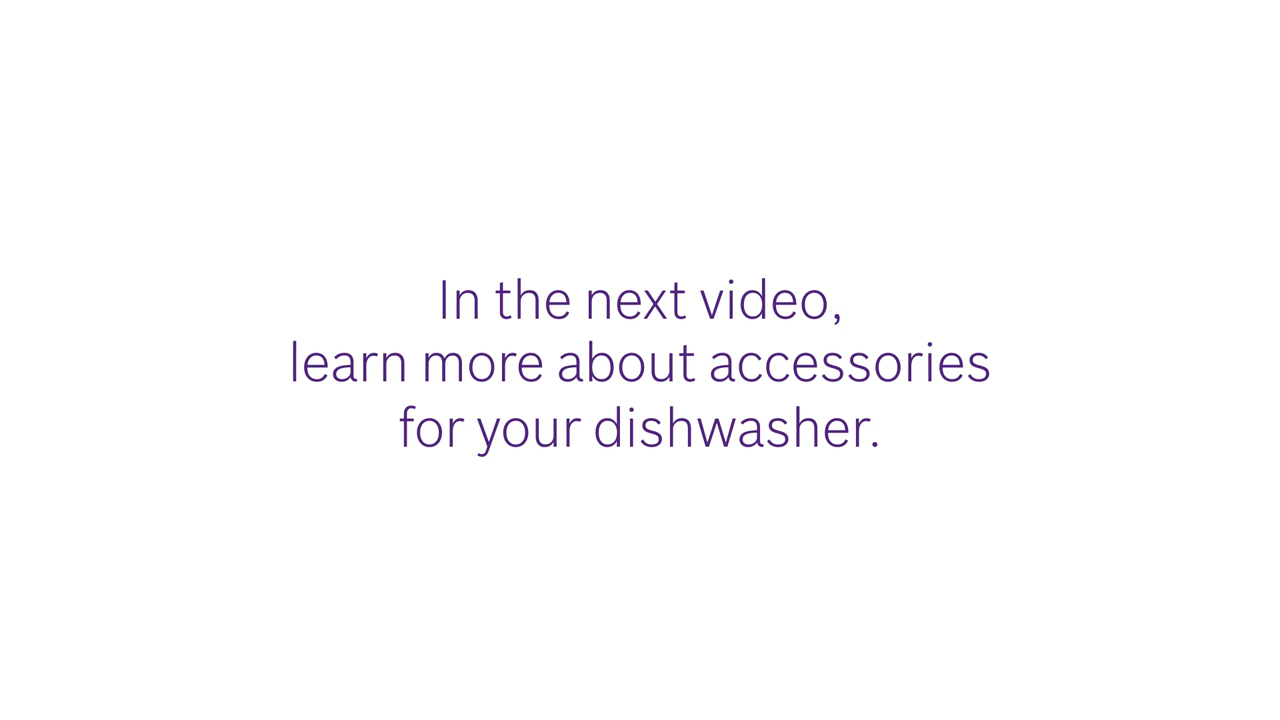 In the next video,
learn more about accessories
for your dishwasher.